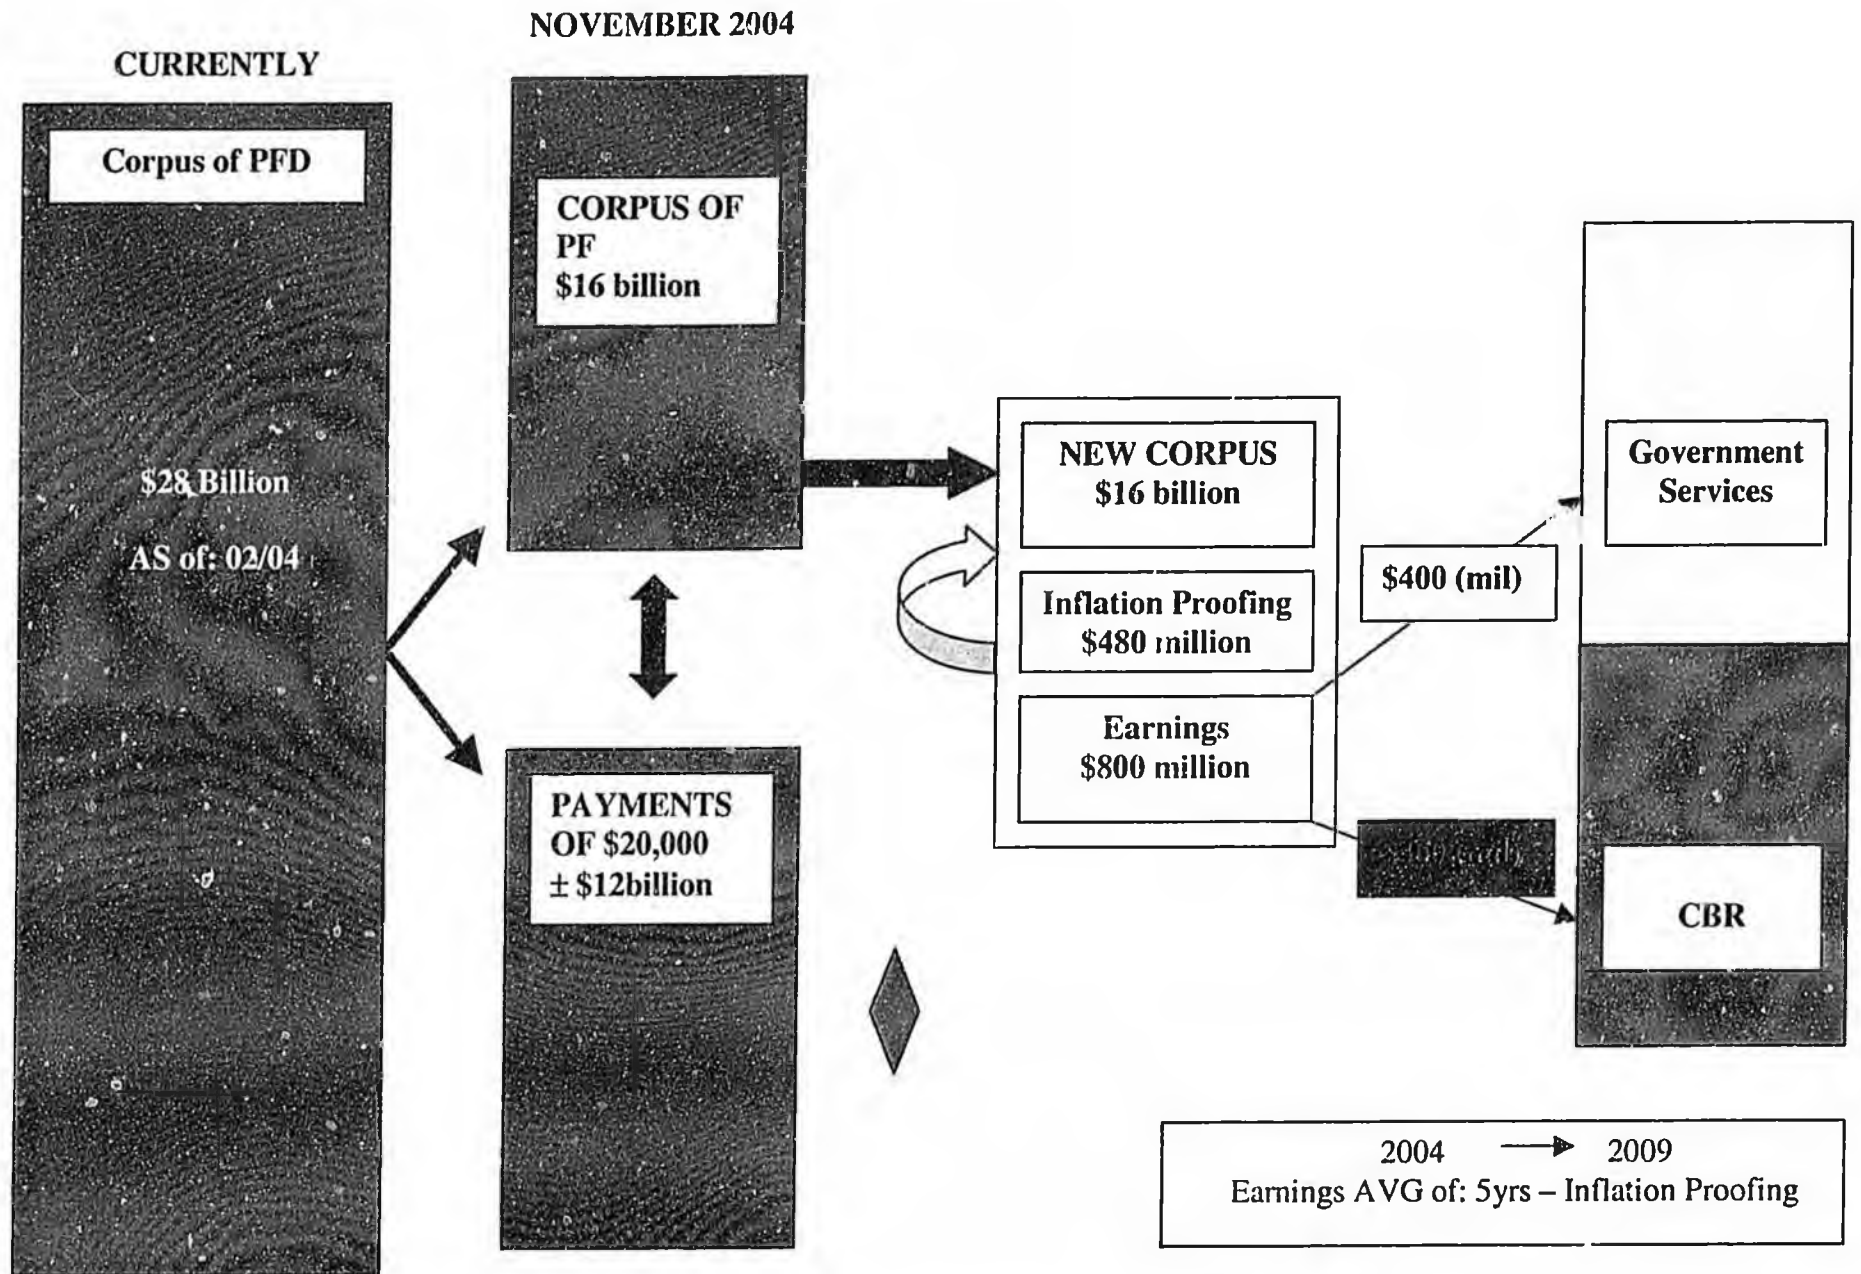 NOVEMBER 2004
CURRENTLY
Corpus of PFD
$28 Billion
AS of: 02/04
CORPUS OF
PF
$16 billion
PAYMENTS
OF $20,000
± $12billion
NEW CORPUS
$16 billion
Inflation Proofing
$480 million
Earnings
$800 million
$400 (mil)
Government
Services
CBR
2004 2009
Earnings AVG of: 5yrs – Inflation Proofing